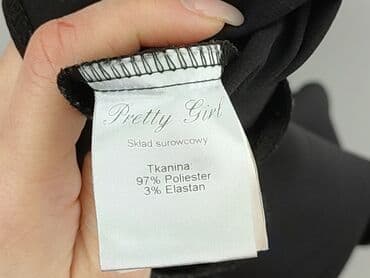 Pretty Girl
Skład surowcowy
Tkanina
97% Poliester
3% Elastan